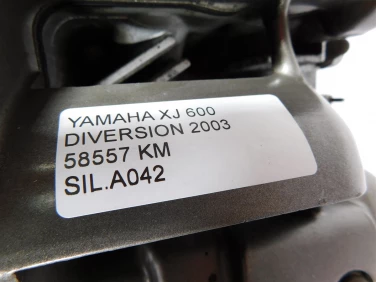 YAMAHA XJ 600
DIVERSION 2003
58557 KM
SIL.A042